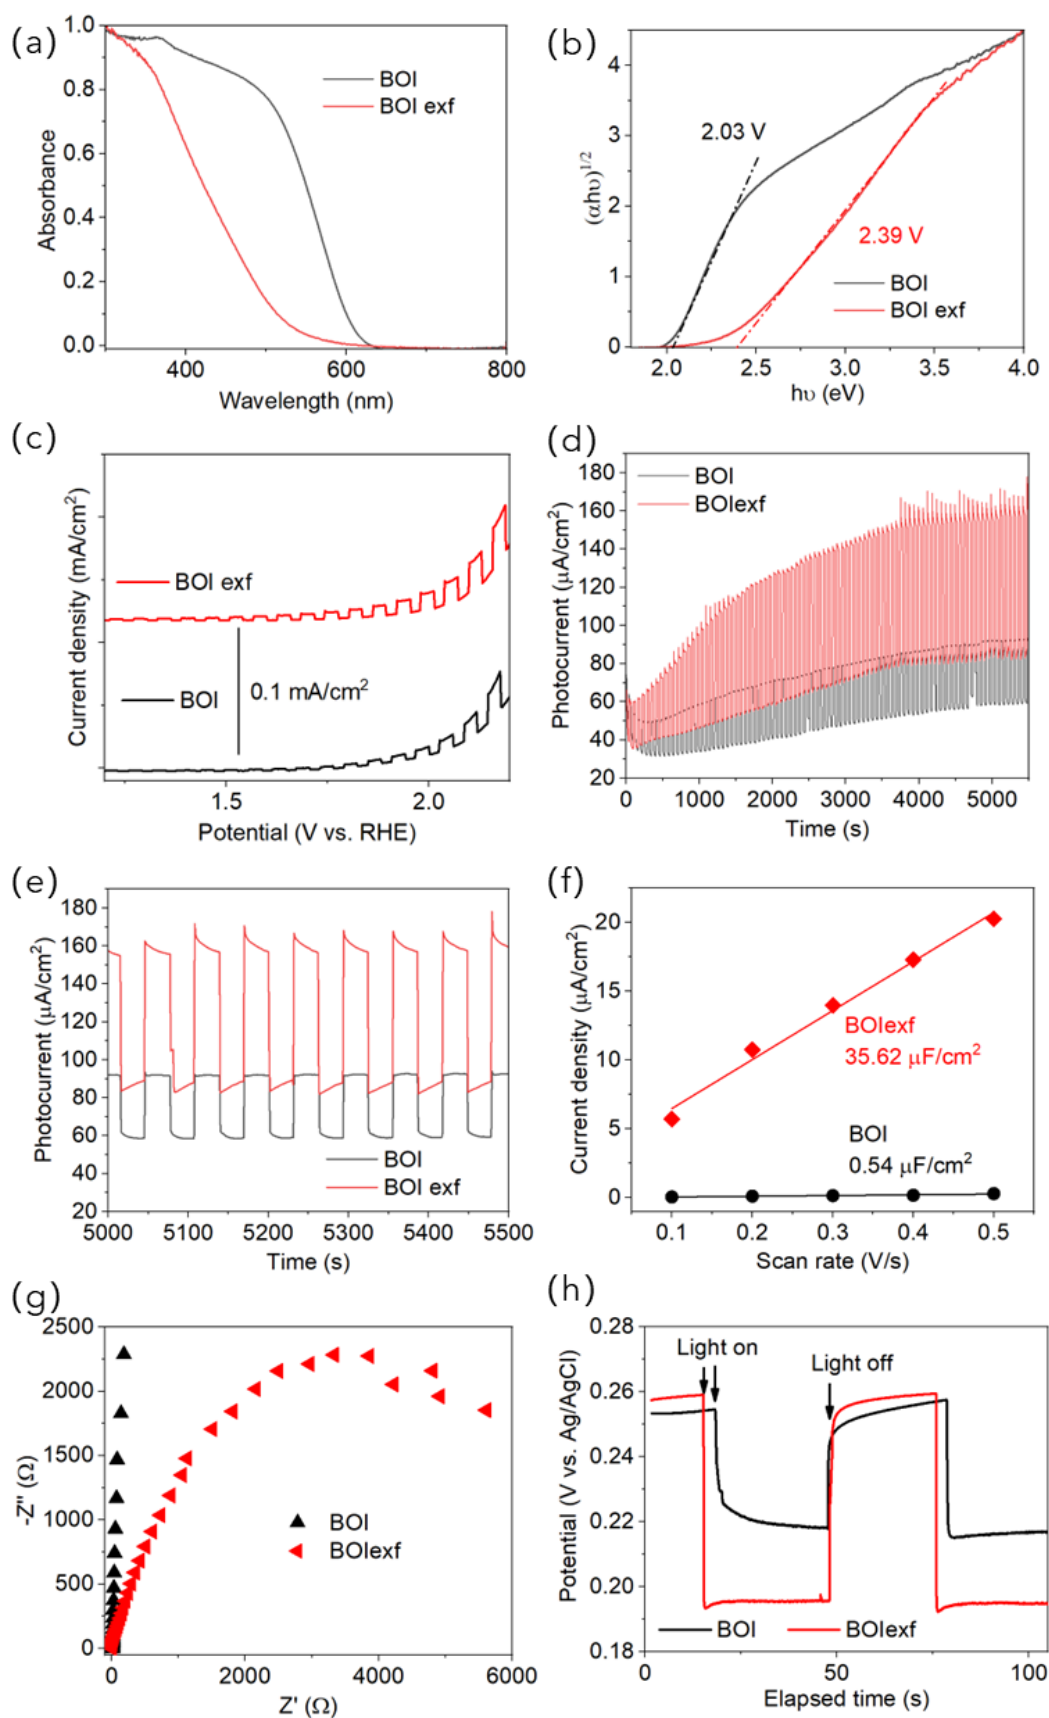 (a)
1.0
0.8
0.6
0.4
0.2
0.0
Absorbance
BOI
BOI exf
400
600
800
Wavelength (nm)
(b)
4
3
2
1
0
(αhυ)1/2
2.03 V
2.39 V
BOI
BOI exf
2.0
2.5
3.0
3.5
4.0
hυ (eV)
(c)
Current density (mA/cm2)
BOI exf
BOI
0.1 mA/cm2
1.5
2.0
Potential (V vs. RHE)
(d)
180
160
140
120
100
80
60
40
20
Photocurrent (μA/cm2)
BOI
BOIexf
0
1000
2000
3000
4000
5000
Time (s)
(e)
180
160
140
120
100
80
60
40
20
Photocurrent (μA/cm2)
BOI
BOI exf
5000
5100
5200
5300
5400
5500
Time (s)
(f)
20
15
10
5
0
Current density (μA/cm2)
BOIexf
35.62 μF/cm2
BOI
0.54 μF/cm2
0.1
0.2
0.3
0.4
0.5
Scan rate (V/s)
(g)
2500
2000
1500
1000
500
0
-Z" (Ω)
BOI
BOIexf
0
2000
4000
6000
Z' (Ω)
(h)
0.28
0.26
0.24
0.22
0.20
0.18
Potential (V vs. Ag/AgCl)
Light on
Light off
BOI
BOIexf
0
50
100
Elapsed time (s)